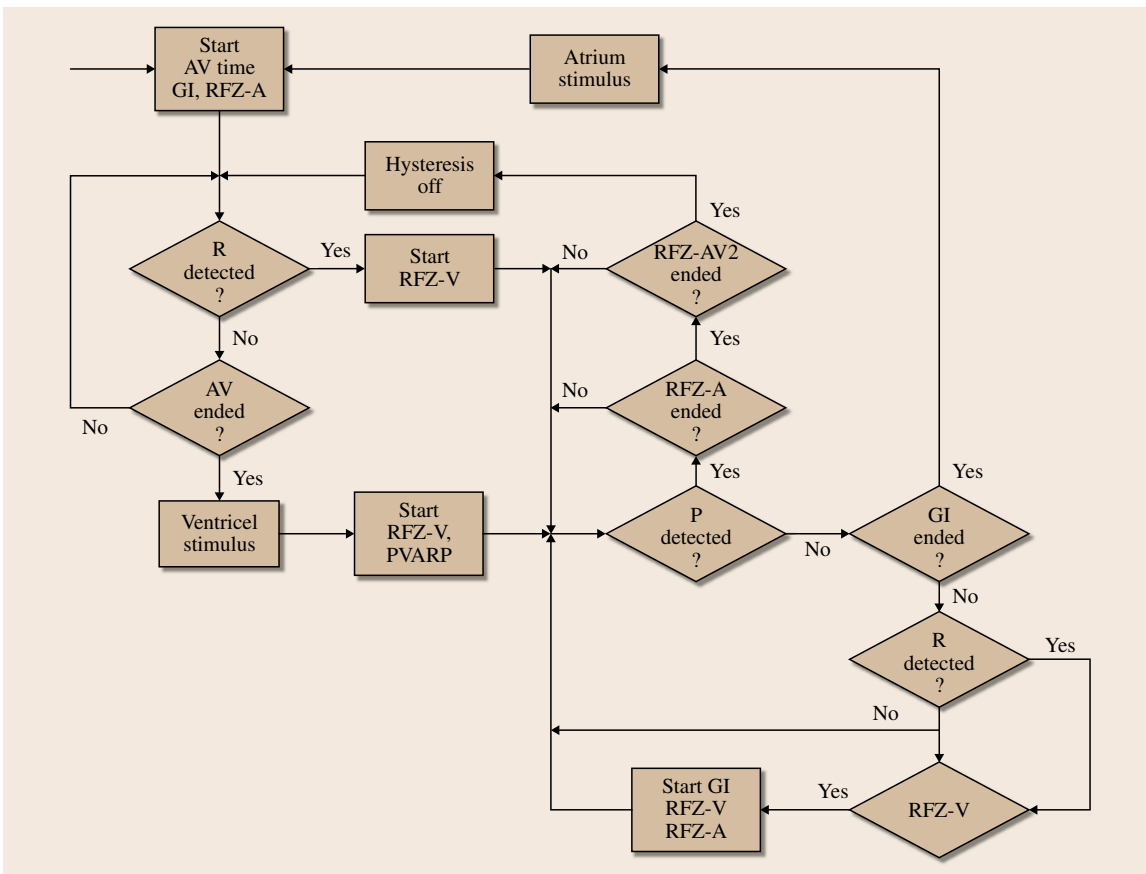 Start
AV time
GI, RFZ-A
Atrium
stimulus
Hysteresis
off
Yes
R
detected
?
Yes
Start
RFZ-V
No
RFZ-AV2
ended
?
No
Yes
AV
ended
?
No
No
RFZ-A
ended
?
Yes
Yes
Yes
Ventricel
stimulus
Start
RFZ-V,
PVARP
P
detected
?
No
GI
ended
?
No
R
detected
?
Yes
No
Start GI
RFZ-V
RFZ-A
Yes
RFZ-V